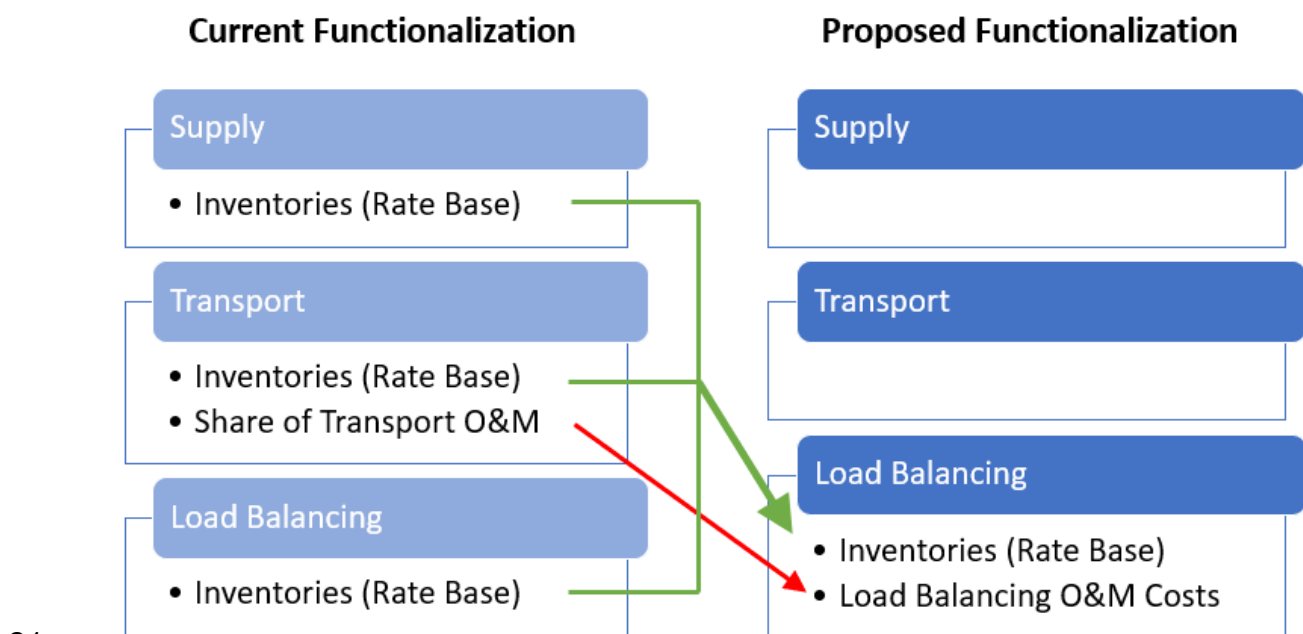 Current Functionalization
Supply
• Inventories (Rate Base)
Transport
• Inventories (Rate Base)
• Share of Transport O&M
Load Balancing
• Inventories (Rate Base)
Proposed Functionalization
Supply
Transport
Load Balancing
• Inventories (Rate Base)
• Load Balancing O&M Costs